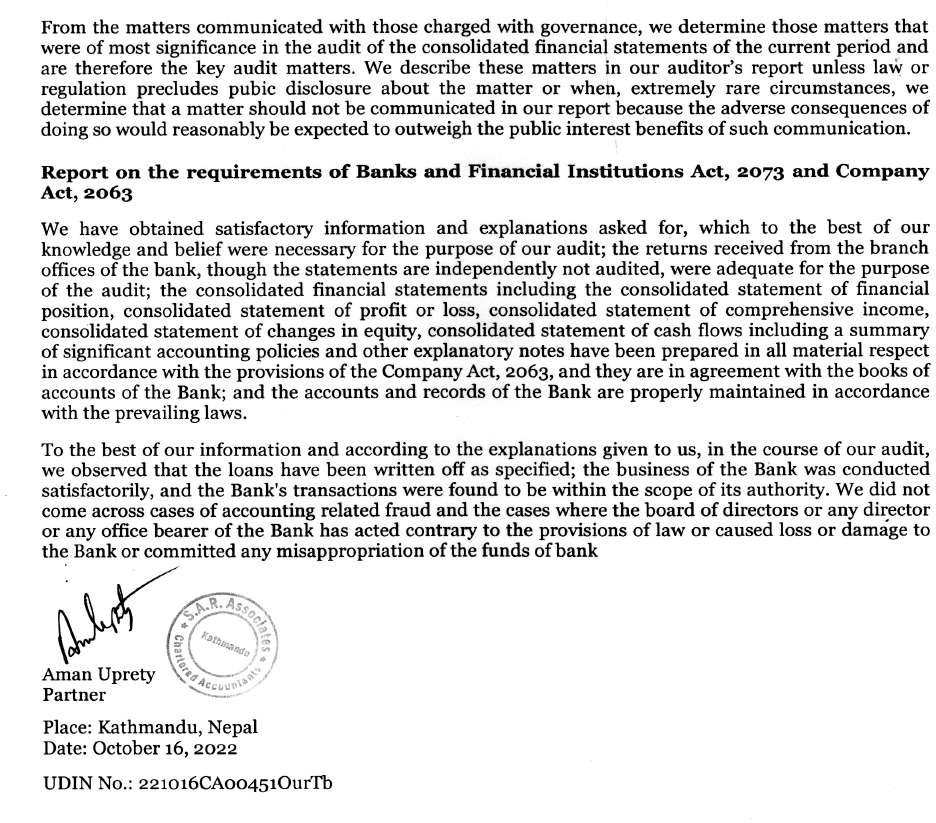 From the matters communicated with those charged with governance, we determine those matters that
were of most significance in the audit of the consolidated financial statements of the current period and
are therefore the key audit matters. We describe these matters in our auditor's report unless law or
regulation precludes pubic disclosure about the matter or when, extremely rare circumstances, we
determine that a matter should not be communicated in our report because the adverse consequences of
doing so would reasonably be expected to outweigh the public interest benefits of such communication.
Report on the requirements of Banks and Financial Institutions Act, 2073 and Company
Act, 2063
We have obtained satisfactory information and explanations asked for, which to the best of our
knowledge and belief were necessary for the purpose of our audit; the returns received from the branch
offices of the bank, though the statements are independently not audited, were adequate for the purpose
of the audit; the consolidated financial statements including the consolidated statement of financial
position, consolidated statement of profit or loss, consolidated statement of comprehensive income,
consolidated statement of changes in equity, consolidated statement of cash flows including a summary
of significant accounting policies and other explanatory notes have been prepared in all material respect
in accordance with the provisions of the Company Act, 2063, and they are in agreement with the books of
accounts of the Bank; and the accounts and records of the Bank are properly maintained in accordance
with the prevailing laws.
To the best of our information and according to the explanations given to us, in the course of our audit,
we observed that the loans have been written off as specified; the business of the Bank was conducted
satisfactorily, and the Bank's transactions were found to be within the scope of its authority. We did not
come across cases of accounting related fraud and the cases where the board of directors or any director
or any office bearer of the Bank has acted contrary to the provisions of law or caused loss or damage to
the Bank or committed any misappropriation of the funds of bank
S.A.R. Associates
Kathmandu
Chartered Accountants
Aman Uprety
Partner
Place: Kathmandu, Nepal
Date: October 16, 2022
UDIN No.: 221016CA00451OurTb